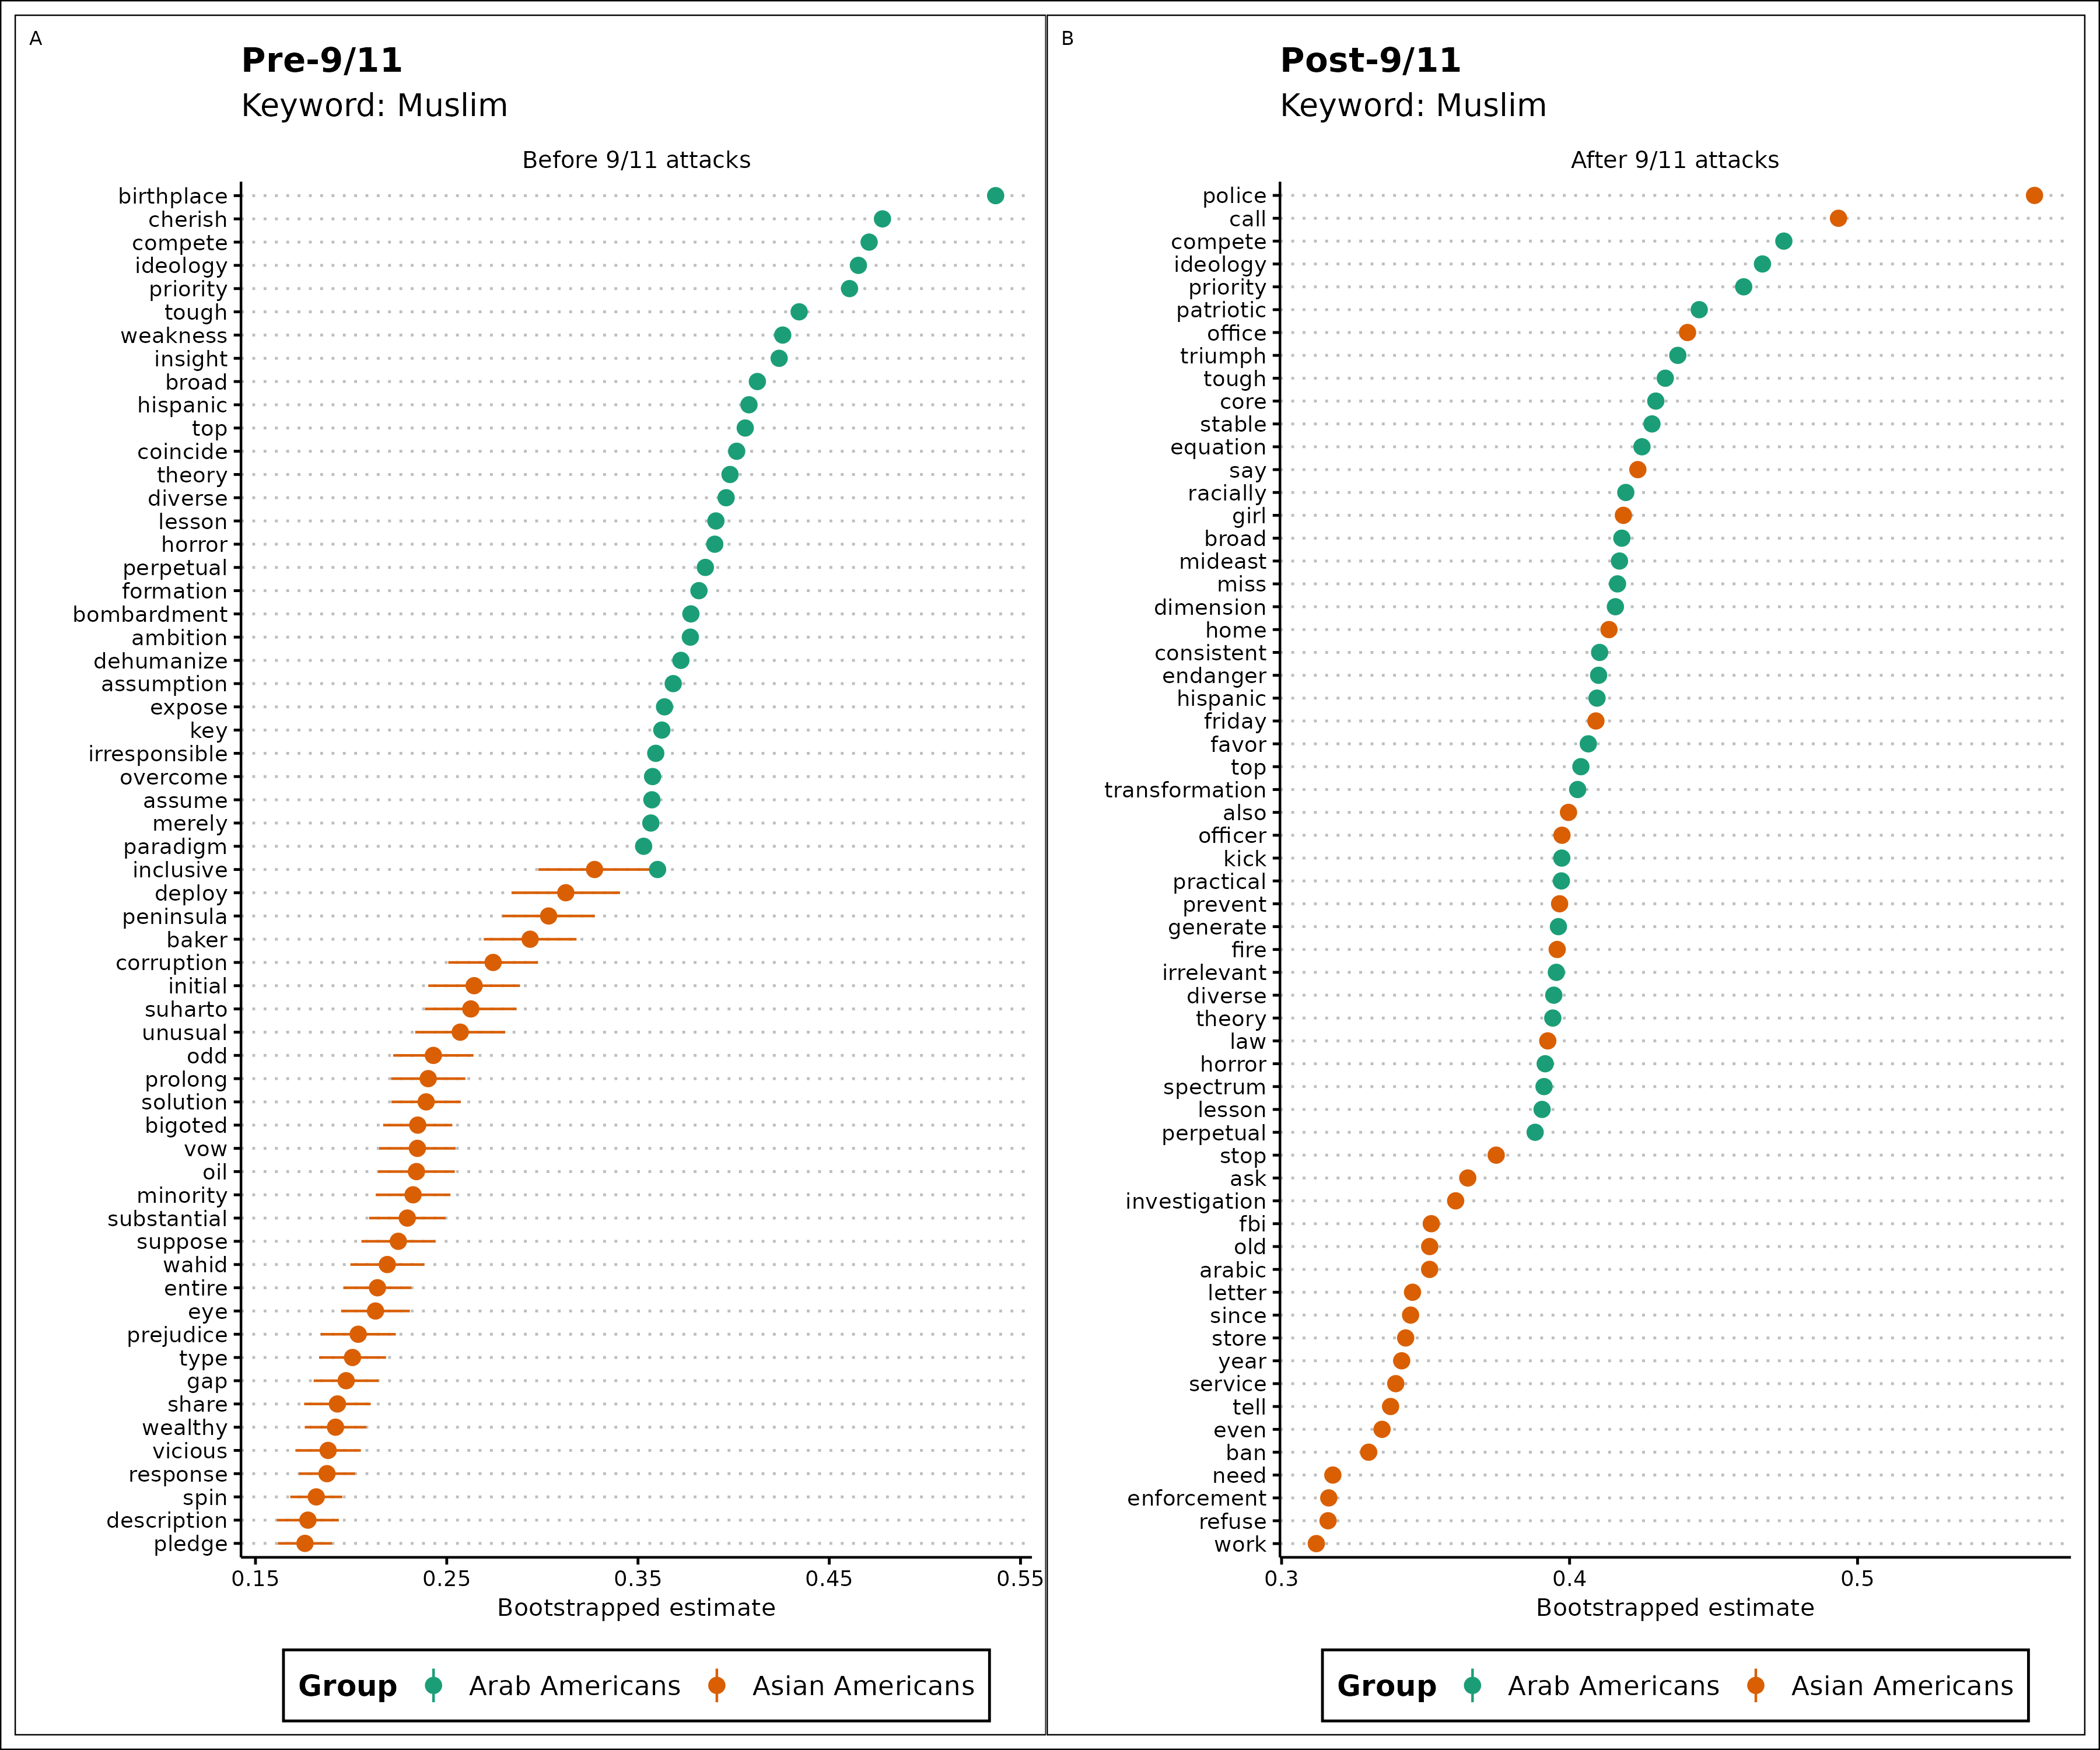 A
Pre-9/11
Keyword: Muslim
Before 9/11 attacks
birthplace
cherish
compete
ideology
priority
tough
weakness
insight
broad
hispanic
top
coincide
theory
diverse
lesson
horror
perpetual
formation
bombardment
ambition
dehumanize
assumption
expose
key
irresponsible
overcome
assume
merely
paradigm
inclusive
deploy
peninsula
baker
corruption
initial
suharto
unusual
odd
prolong
solution
bigoted
vow
oil
minority
substantial
suppose
wahid
entire
eye
prejudice
type
gap
share
wealthy
vicious
response
spin
description
pledge
0.15 0.25 0.35 0.45 0.55
Bootstrapped estimate
Group Arab Americans Asian Americans
B
Post-9/11
Keyword: Muslim
After 9/11 attacks
police
call
compete
ideology
priority
patriotic
office
triumph
tough
core
stable
equation
say
racially
girl
broad
mideast
miss
dimension
home
consistent
endanger
hispanic
friday
favor
top
transformation
also
officer
kick
practical
prevent
generate
fire
irrelevant
diverse
theory
law
horror
spectrum
lesson
perpetual
stop
ask
investigation
fbi
old
arabic
letter
since
store
year
service
tell
even
ban
need
enforcement
refuse
work
0.3 0.4 0.5
Bootstrapped estimate
Group Arab Americans Asian Americans